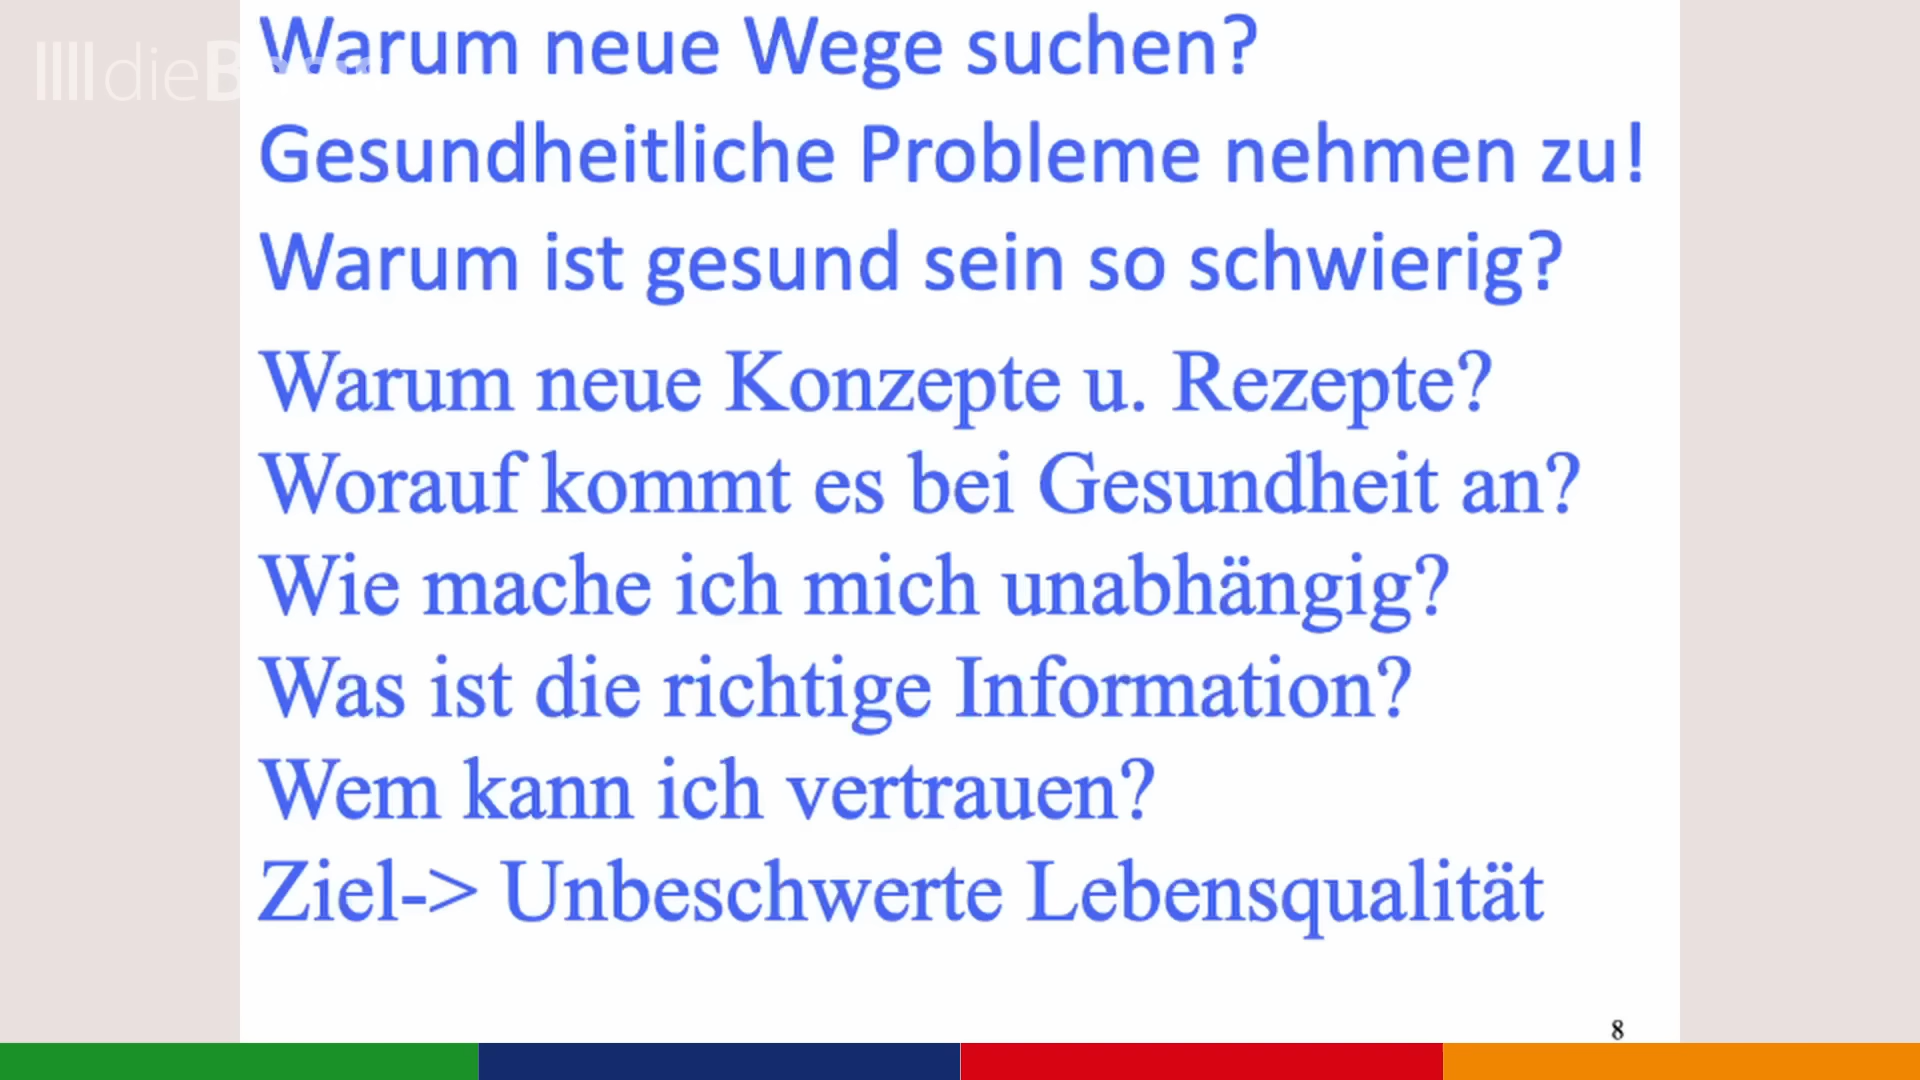 dieB
Warum neue Wege suchen?
Gesundheitliche Probleme nehmen zu!
Warum ist gesund sein so schwierig?
Warum neue Konzepte u. Rezepte?
Worauf kommt es bei Gesundheit an?
Wie mache ich mich unabhängig?
Was ist die richtige Information?
Wem kann ich vertrauen?
Ziel-> Unbeschwerte Lebensqualität
8